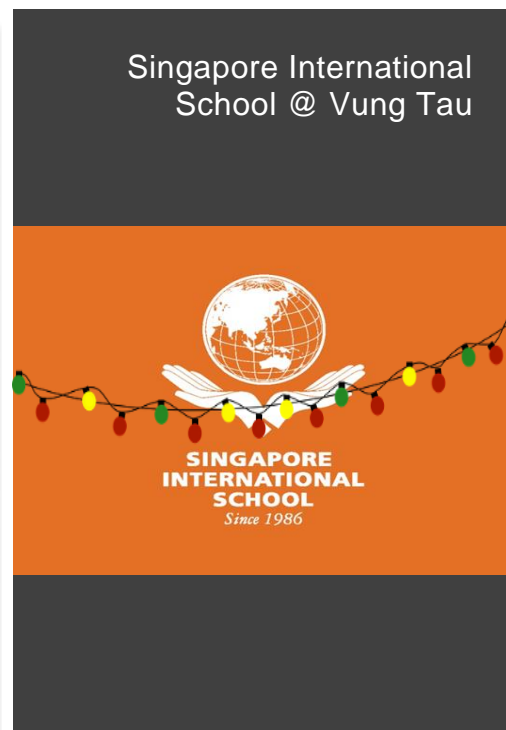 Singapore International
School @ Vung Tau
SINGAPORE
INTERNATIONAL
SCHOOL
Since 1986